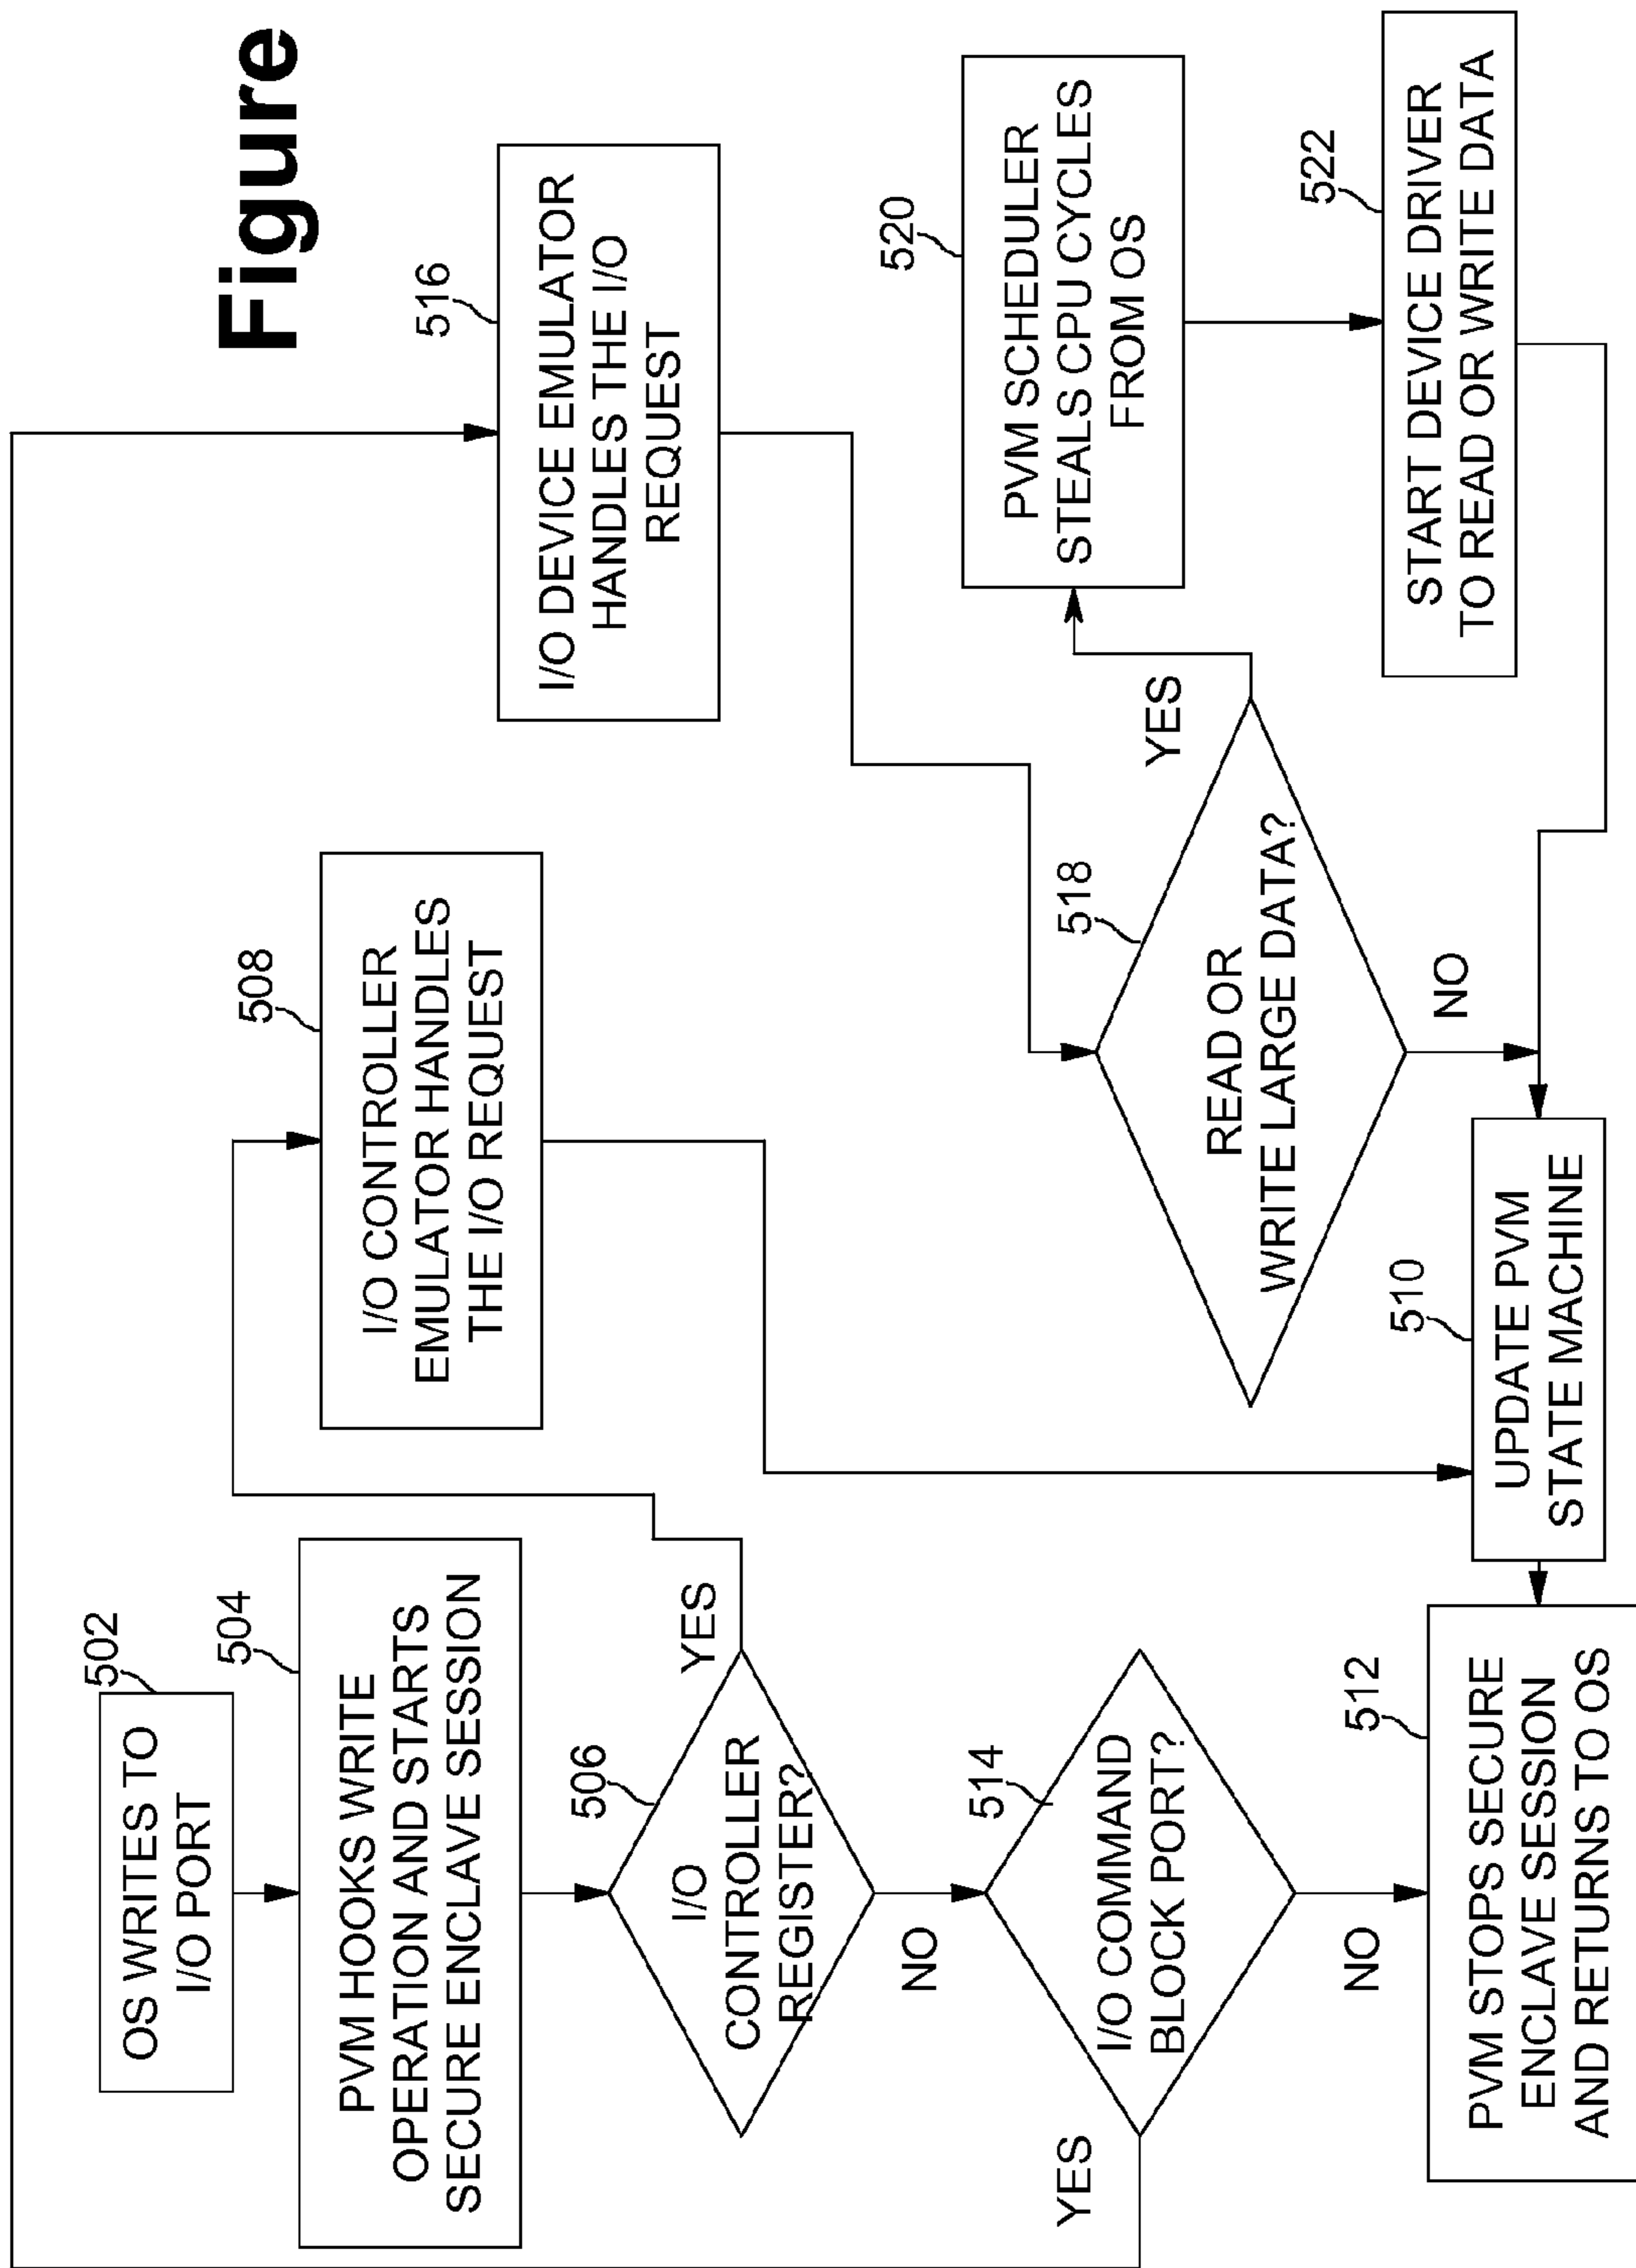 Figure
502
OS WRITES TO
I/O PORT
504
PVM HOOKS WRITE
OPERATION AND STARTS
SECURE ENCLAVE SESSION
506
I/O
CONTROLLER
REGISTER?
YES
NO
508
I/O CONTROLLER
EMULATOR HANDLES
THE I/O REQUEST
514
I/O COMMAND
BLOCK PORT?
YES
NO
516
I/O DEVICE EMULATOR
HANDLES THE I/O
REQUEST
518
READ OR
WRITE LARGE DATA?
YES
NO
520
PVM SCHEDULER
STEALS CPU CYCLES
FROM OS
522
START DEVICE DRIVER
TO READ OR WRITE DATA
510
UPDATE PVM
STATE MACHINE
512
PVM STOPS SECURE
ENCLAVE SESSION
AND RETURNS TO OS